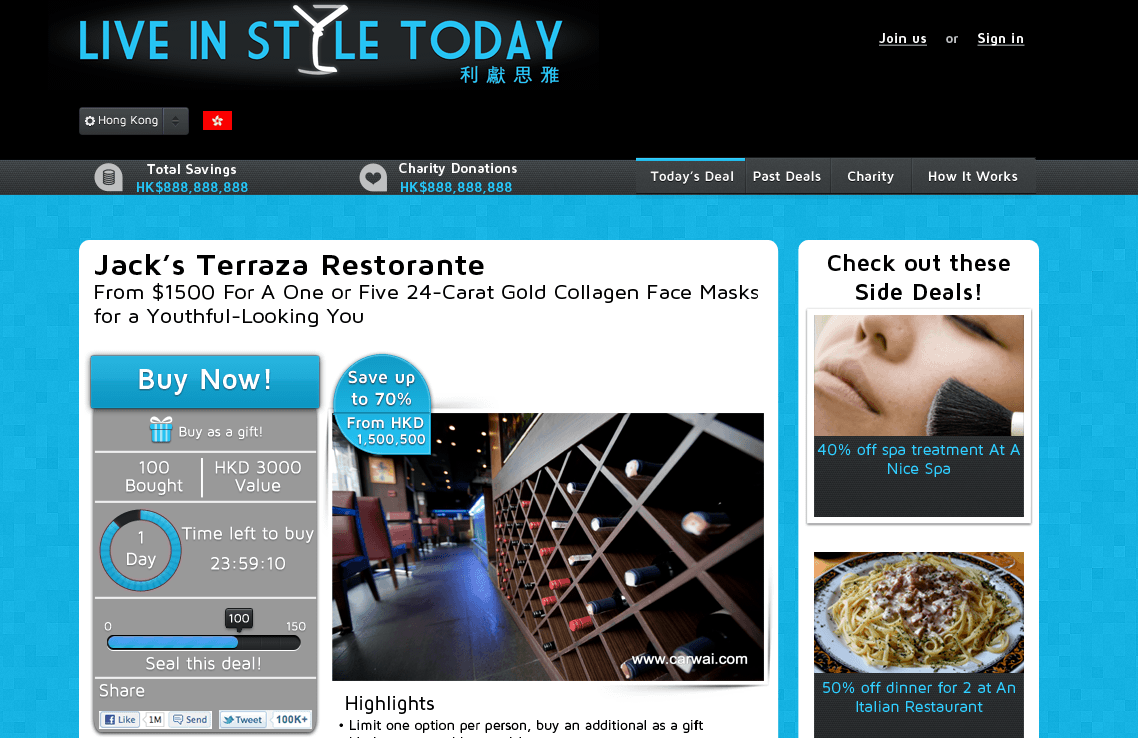 LIVE IN STYLE TODAY
利獻思雅
Join us or Sign in
Hong Kong
Total Savings
HK$888,888,888
Charity Donations
HK$888,888,888
Today's Deal
Past Deals
Charity
How It Works
Jack's Terraza Restorante
From $1500 For A One or Five 24-Carat Gold Collagen Face Masks
for a Youthful-Looking You
Buy Now!
Buy as a gift!
100
Bought
HKD 3000
Value
1
Day
Time left to buy
23:59:10
100
0
150
Seal this deal!
Share
Like
1M
Send
Tweet
100K+
Save up
to 70%
From HKD
1,500,500
www.carwai.com
Highlights
• Limit one option per person, buy an additional as a gift
Check out these
Side Deals!
40% off spa treatment At A
Nice Spa
50% off dinner for 2 at An
Italian Restaurant